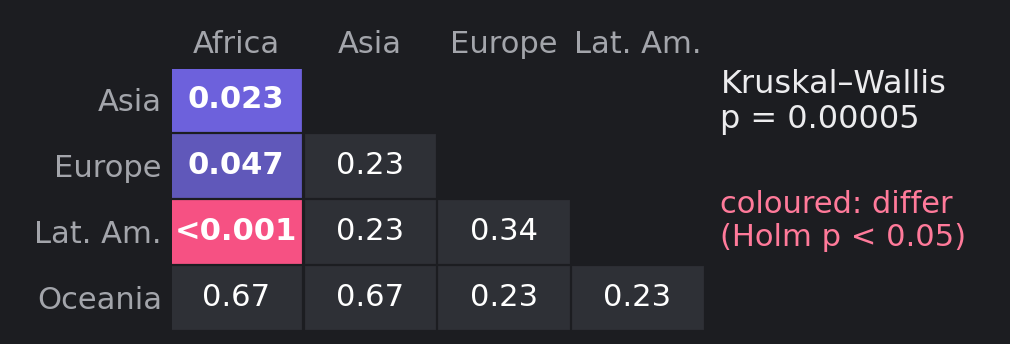 Africa Asia Europe Lat. Am.
Asia 0.023
Europe 0.047 0.23
Lat. Am. <0.001 0.23 0.34
Oceania 0.67 0.67 0.23 0.23
Kruskal–Wallis
p = 0.00005
coloured: differ
(Holm p < 0.05)